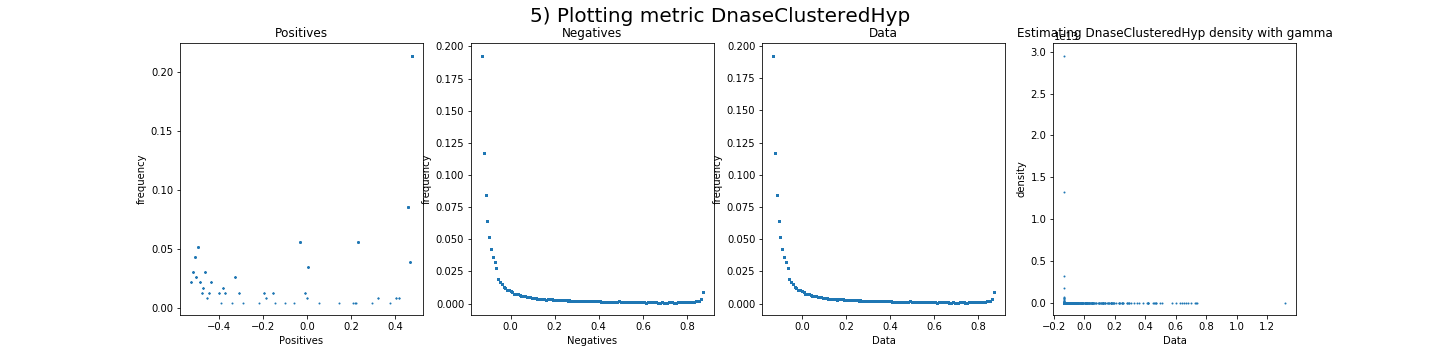 5) Plotting metric DnaseClusteredHyp
Positives
0.20
0.15
0.10
0.05
0.00
frequency
−0.4 −0.2 0.0 0.2 0.4
Positives
Negatives
0.200
0.175
0.150
0.125
0.100
0.075
0.050
0.025
0.000
frequency
0.0 0.2 0.4 0.6 0.8
Negatives
Data
0.200
0.175
0.150
0.125
0.100
0.075
0.050
0.025
0.000
frequency
0.0 0.2 0.4 0.6 0.8
Data
Estimating DnaseClusteredHyp density with gamma
3.0
2.5
2.0
1.5
1.0
0.5
0.0
density
−0.2 0.0 0.2 0.4 0.6 0.8 1.0 1.2
Data